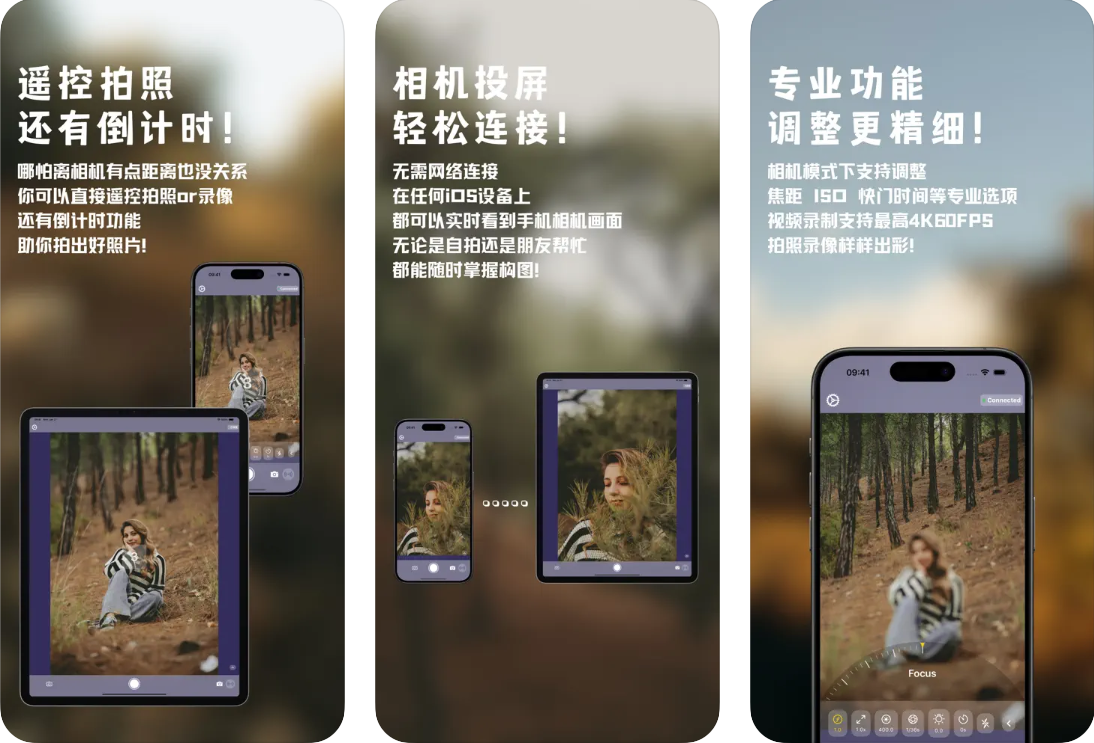 遥控拍照
还有倒计时!
哪怕离相机有点距离也没关系
你可以直接遥控拍照or录像
还有倒计时功能
助你拍出好照片!
相机投屏
轻松连接!
无需网络连接
在任何iOS设备上
都可以实时看到手机相机画面
无论是自拍还是朋友帮忙
都能随时掌握构图!
专业功能
调整更精细!
相机模式下支持调整
焦距 ISO 快门时间等专业选项
视频录制支持最高4K60FPS
拍照录像样样出彩!
09:41
Connected
09:41
Connected
Focus
1.0
1.0x
400.0
1/36s
0.0
0s